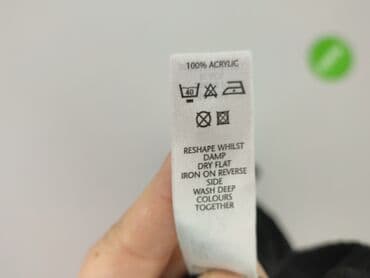 100% ACRYLIC
40
RESHAPE WHILST
DAMP
DRY FLAT
IRON ON REVERSE
SIDE
WASH DEEP
COLOURS
TOGETHER